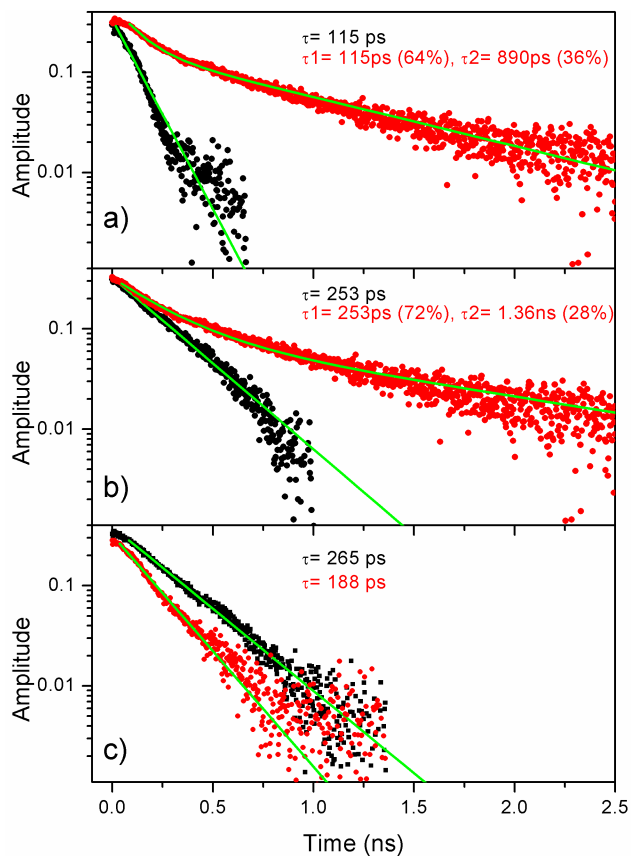 τ= 115 ps
τ1= 115ps (64%), τ2= 890ps (36%)
0.1
0.01
Amplitude
a)
τ= 253 ps
τ1= 253ps (72%), τ2= 1.36ns (28%)
0.1
0.01
Amplitude
b)
τ= 265 ps
τ= 188 ps
0.1
0.01
Amplitude
c)
0.0 0.5 1.0 1.5 2.0 2.5
Time (ns)